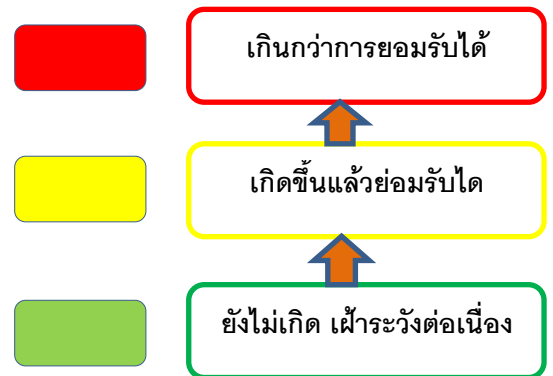 เกินกว่าการยอมรับได้
เกิดขึ้นแล้วย่อมรับได
ยังไม่เกิด เฝ้าระวังต่อเนื่อง